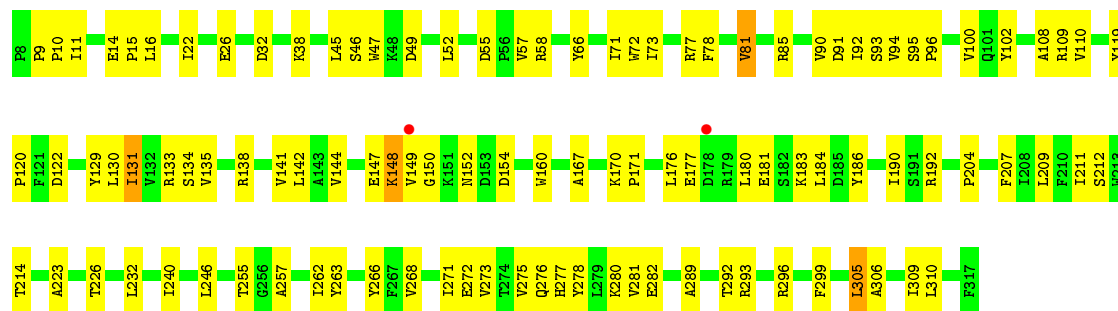 P8 P9 P10 I11 E14 P15 L16 I22 E26 D32 K38 L45 S46 W47 K48 D49 L52 D55 P56 V57 R58 Y66 I71 W72 I73 R77 F78 V81 R85 V90 D91 I92 S93 V94 S95 P96 V100 Q101 Y102 A108 R109 V110
P120 F121 D122 Y129 L130 I131 V132 R133 S134 V135 R138 V141 L142 A143 V144 E147 K148 V149 G150 K151 N152 D153 D154 W160 A167 K170 P171 L176 E177 D178 R179 L180 E181 S182 K183 L184 D185 Y186 I190 S191 R192 P204 F207 I208 L209 F210 I211 S212
T214 A223 T226 L232 I240 L246 T255 G256 A257 I262 Y263 Y266 F267 V268 I271 E272 V273 T274 V275 Q276 H277 Y278 L279 K280 V281 E282 A289 T292 R293 R296 F299 L305 A306 I309 L310 F317